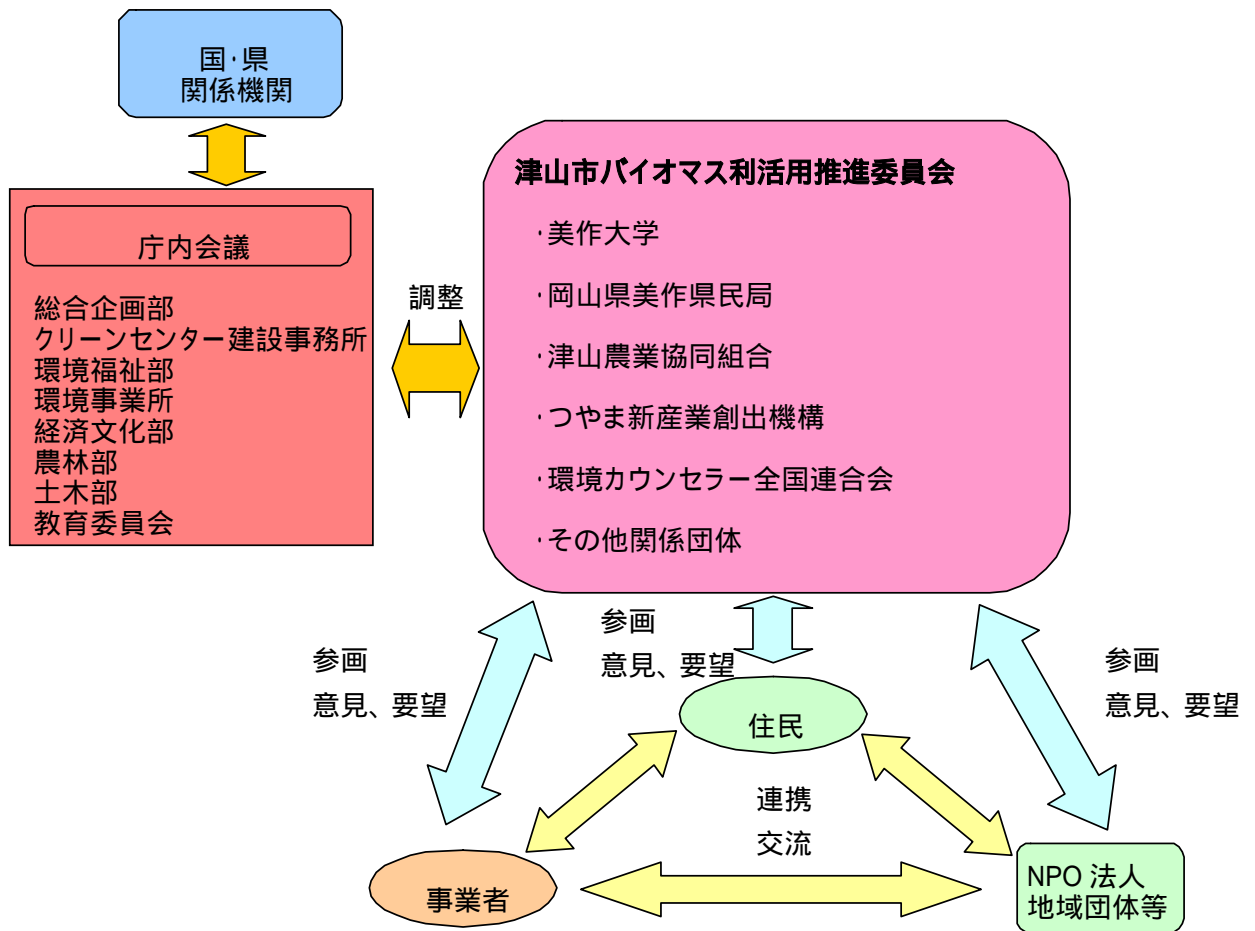 国・県
関係機関
庁内会議
総合企画部
クリーンセンター建設事務所
環境福祉部
環境事業所
経済文化部
農林部
土木部
教育委員会
調整
津山市バイオマス利活用推進委員会
・美作大学
・岡山県美作県民局
・津山農業協同組合
・つやま新産業創出機構
・環境カウンセラー全国連合会
・その他関係団体
参画
意見、要望
参画
意見、要望
参画
意見、要望
住民
連携
交流
事業者
NPO 法人
地域団体等